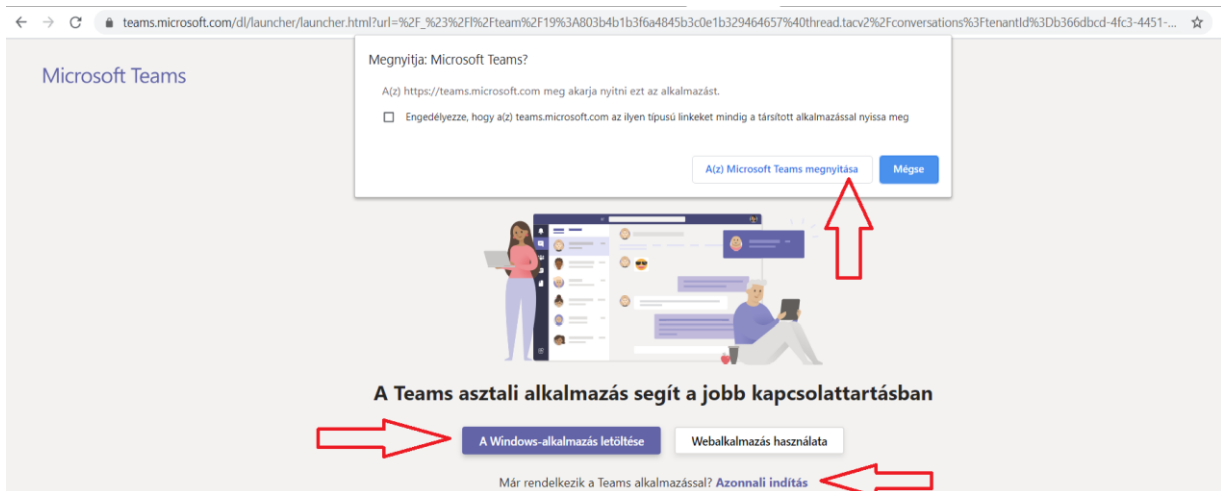 teams.microsoft.com/dl/launcher/launcher.html?url=%2F_%23%2Fl%2Fteam%2F19%3A803b4b1b3f6a4845b3c0e1b329464657%40thread.tacv2%2Fconversations%3FtenantId%3Db366dbcd-4fc3-4451-...
Microsoft Teams
Megnyitja: Microsoft Teams?
A(z) https://teams.microsoft.com meg akarja nyitni ezt az alkalmazást.
Engedélyezze, hogy a(z) teams.microsoft.com az ilyen típusú linkeket mindig a társított alkalmazással nyissa meg
A(z) Microsoft Teams megnyitása Mégse
A Teams asztali alkalmazás segít a jobb kapcsolattartásban
A Windows-alkalmazás letöltése Webalkalmazás használata
Már rendelkezik a Teams alkalmazással? Azonnali indítás